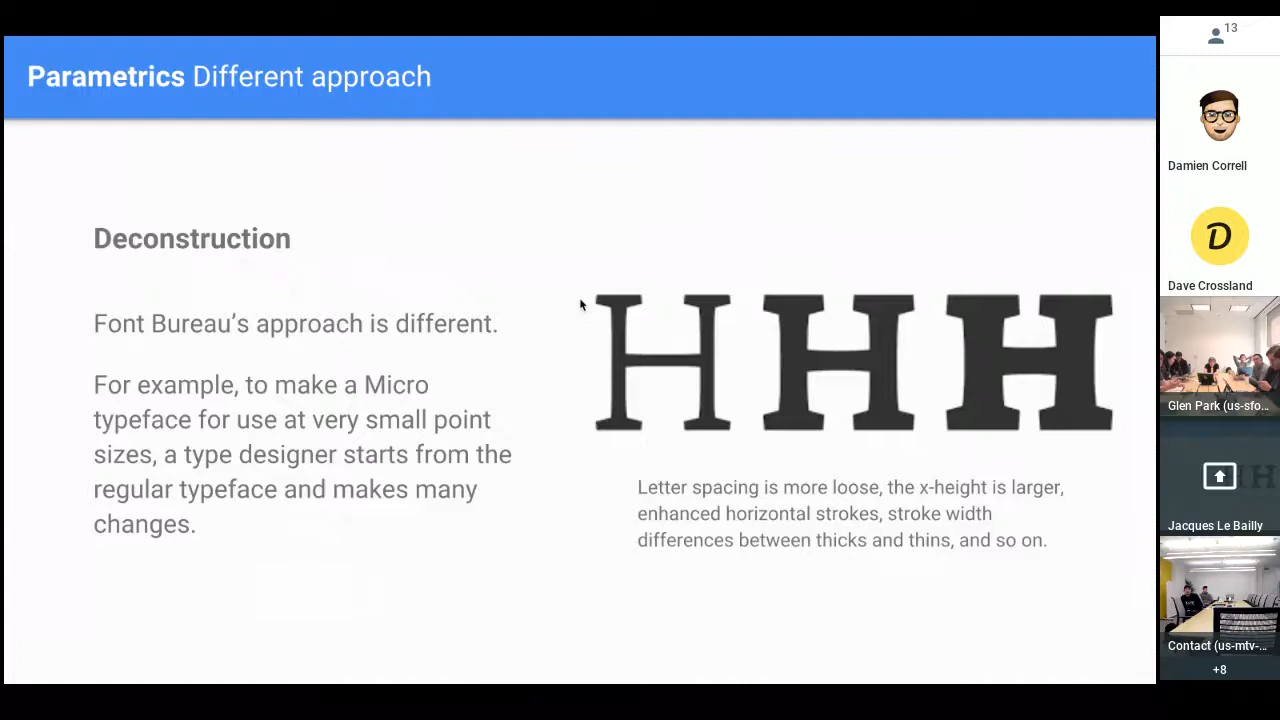 Parametrics Different approach
Deconstruction
Font Bureau’s approach is different.
For example, to make a Micro
typeface for use at very small point
sizes, a type designer starts from the
regular typeface and makes many
changes.
HHH
Letter spacing is more loose, the x-height is larger,
enhanced horizontal strokes, stroke width
differences between thicks and thins, and so on.
13
Damien Correll
D
Dave Crossland
Glen Park (us-sfo...
Jacques Le Bailly
Contact (us-mtv-...
+8